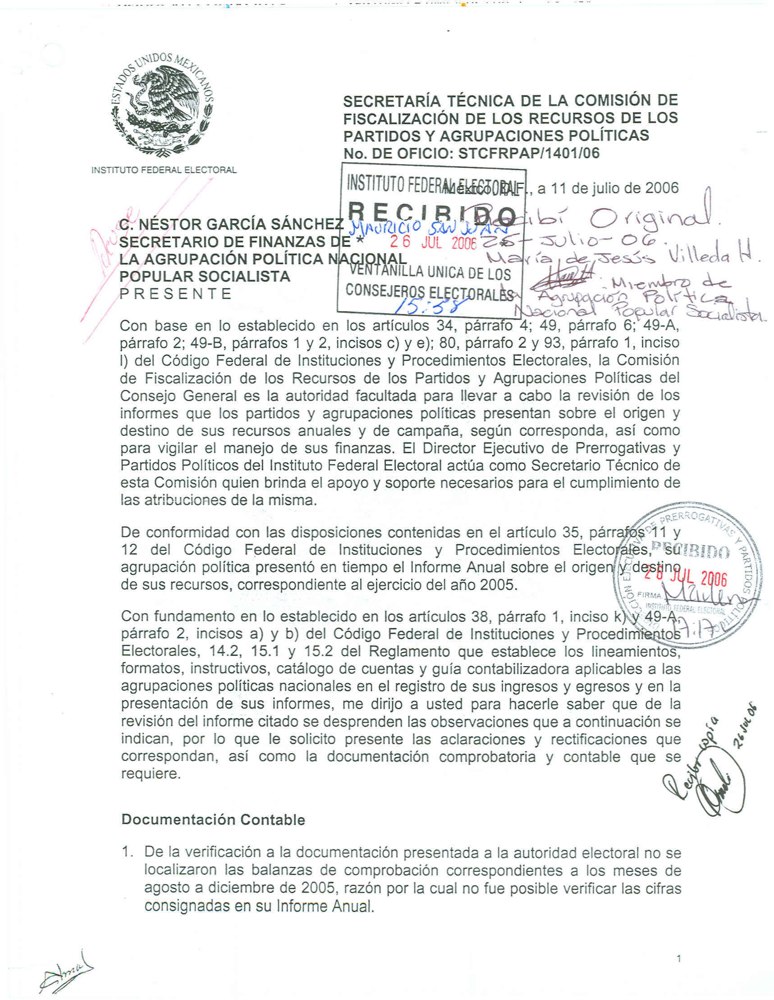 ESTADOS UNIDOS MEXICANOS
INSTITUTO FEDERAL ELECTORAL
SECRETARÍA TÉCNICA DE LA COMISIÓN DE
FISCALIZACIÓN DE LOS RECURSOS DE LOS
PARTIDOS Y AGRUPACIONES POLÍTICAS
No. DE OFICIO: STCFRPAP/1401/06
México, D.F., a 11 de julio de 2006
INSTITUTO FEDERAL ELECTORAL
RECIBIDO
MAURICIO SAN JUAN
* 26 JUL 2006 *
VENTANILLA UNICA DE LOS
CONSEJEROS ELECTORALES
15:58
Recibí Original.
25-Julio-06.
María de Jesús Villeda H.
Miembro de
la Agrupación Política
Nacional Popular Socialista.
Acuse
C. NÉSTOR GARCÍA SÁNCHEZ
SECRETARIO DE FINANZAS DE
LA AGRUPACIÓN POLÍTICA NACIONAL
POPULAR SOCIALISTA
P R E S E N T E
Con base en lo establecido en los artículos 34, párrafo 4; 49, párrafo 6; 49-A,
párrafo 2; 49-B, párrafos 1 y 2, incisos c) y e); 80, párrafo 2 y 93, párrafo 1, inciso
l) del Código Federal de Instituciones y Procedimientos Electorales, la Comisión
de Fiscalización de los Recursos de los Partidos y Agrupaciones Políticas del
Consejo General es la autoridad facultada para llevar a cabo la revisión de los
informes que los partidos y agrupaciones políticas presentan sobre el origen y
destino de sus recursos anuales y de campaña, según corresponda, así como
para vigilar el manejo de sus finanzas. El Director Ejecutivo de Prerrogativas y
Partidos Políticos del Instituto Federal Electoral actúa como Secretario Técnico de
esta Comisión quien brinda el apoyo y soporte necesarios para el cumplimiento de
las atribuciones de la misma.
De conformidad con las disposiciones contenidas en el artículo 35, párrafos 11 y
12 del Código Federal de Instituciones y Procedimientos Electorales, su
agrupación política presentó en tiempo el Informe Anual sobre el origen y destino
de sus recursos, correspondiente al ejercicio del año 2005.
DIRECCIÓN EJECUTIVA DE PRERROGATIVAS Y PARTIDOS POLÍTICOS
RECIBIDO
26 JUL 2006
FIRMA
INSTITUTO FEDERAL ELECTORAL
17:17
Con fundamento en lo establecido en los artículos 38, párrafo 1, inciso k) y 49-A,
párrafo 2, incisos a) y b) del Código Federal de Instituciones y Procedimientos
Electorales, 14.2, 15.1 y 15.2 del Reglamento que establece los lineamientos,
formatos, instructivos, catálogo de cuentas y guía contabilizadora aplicables a las
agrupaciones políticas nacionales en el registro de sus ingresos y egresos y en la
presentación de sus informes, me dirijo a usted para hacerle saber que de la
revisión del informe citado se desprenden las observaciones que a continuación se
indican, por lo que le solicito presente las aclaraciones y rectificaciones que
correspondan, así como la documentación comprobatoria y contable que se
requiere.
Recibí copia
26 Jul 06
Documentación Contable
1. De la verificación a la documentación presentada a la autoridad electoral no se
localizaron las balanzas de comprobación correspondientes a los meses de
agosto a diciembre de 2005, razón por la cual no fue posible verificar las cifras
consignadas en su Informe Anual.
1